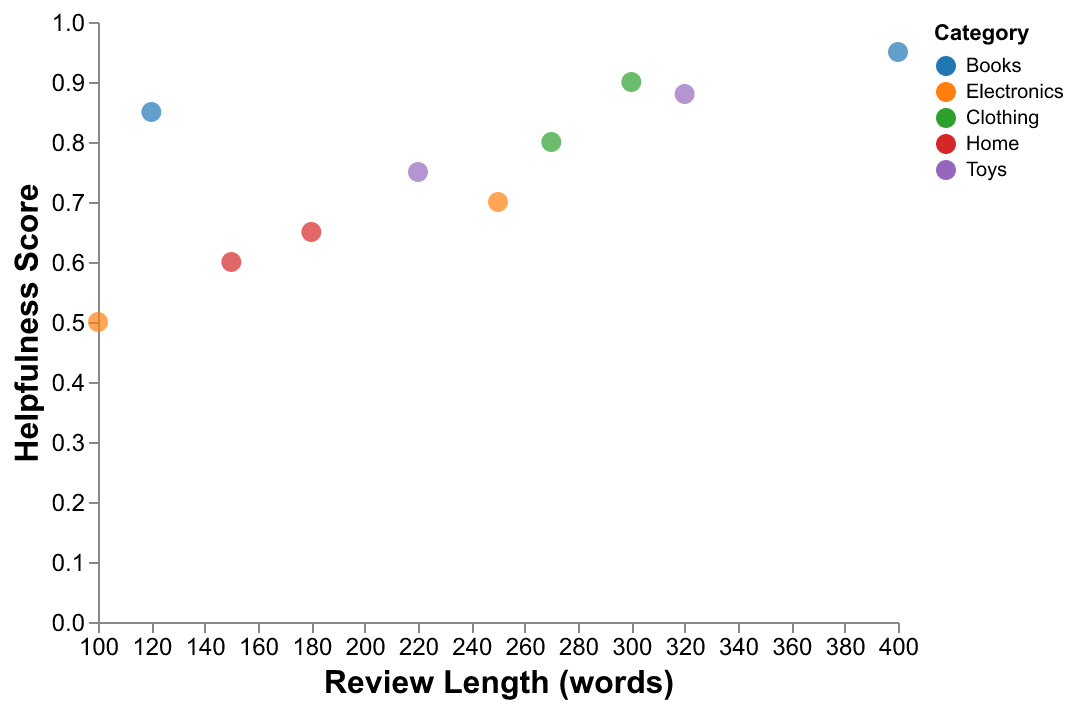 1.0
0.9
0.8
0.7
0.6
0.5
0.4
0.3
0.2
0.1
0.0
Helpfulness Score
100 120 140 160 180 200 220 240 260 280 300 320 340 360 380 400
Review Length (words)
Category
Books
Electronics
Clothing
Home
Toys